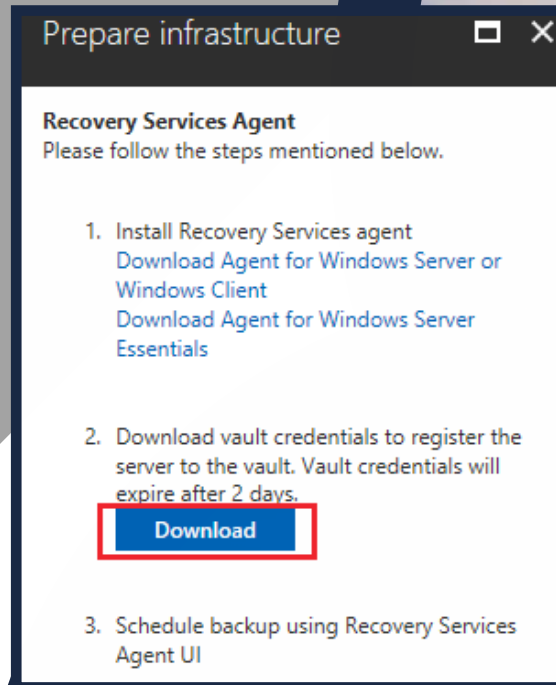 Prepare infrastructure
Recovery Services Agent
Please follow the steps mentioned below.
1. Install Recovery Services agent
Download Agent for Windows Server or
Windows Client
Download Agent for Windows Server
Essentials
2. Download vault credentials to register the
server to the vault. Vault credentials will
expire after 2 days.
Download
3. Schedule backup using Recovery Services
Agent UI